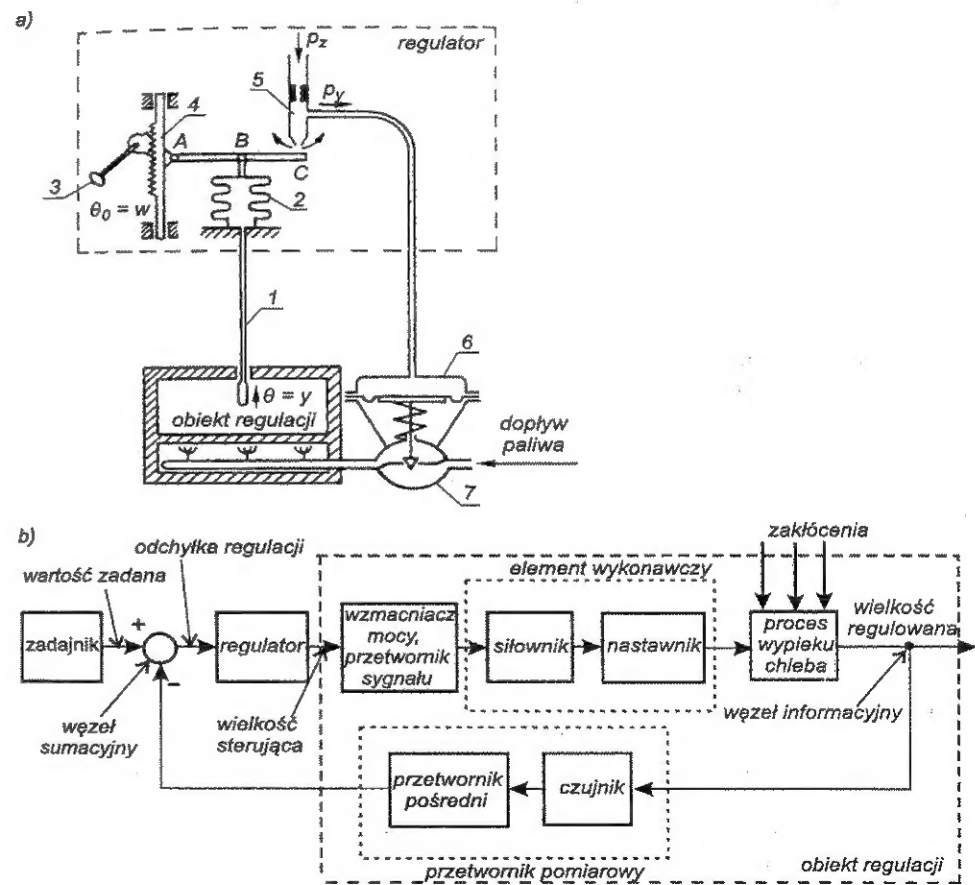 a)
regulator
p_z
5
p_y
4
A
B
C
3
2
θ₀ = w
1
6
θ = y
obiekt regulacji
dopływ
paliwa
7
b)
odchyłka regulacji
zakłócenia
wartość zadana
element wykonawczy
wielkość
regulowana
+
zadajnik
regulator
wzmacniacz
mocy,
przetwornik
sygnału
siłownik
nastawnik
proces
wypieku
chleba
–
węzeł
sumacyjny
wielkość
sterująca
węzeł informacyjny
przetwornik
pośredni
czujnik
przetwornik pomiarowy
obiekt regulacji